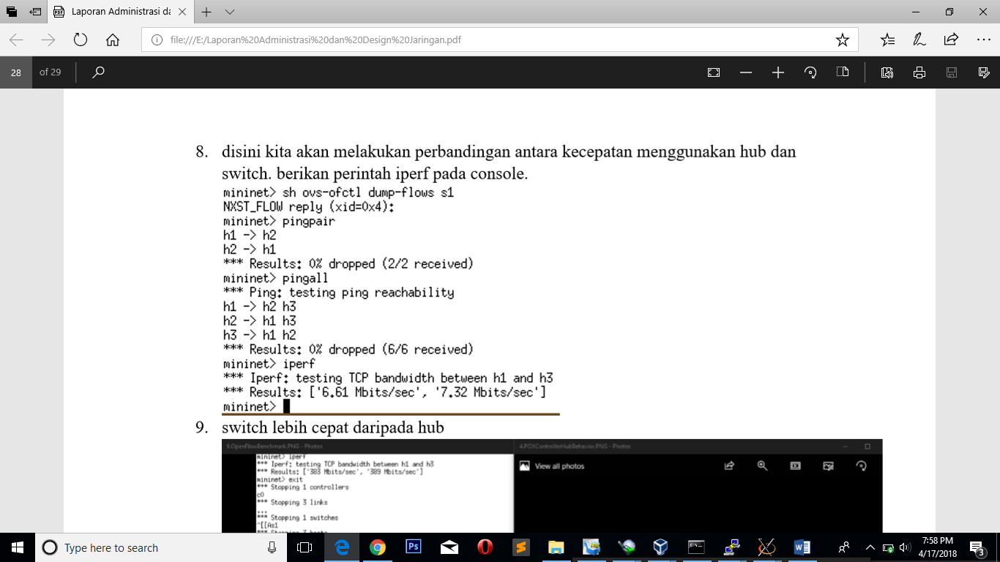 Laporan Administrasi da
file:///E:/Laporan%20Administrasi%20dan%20Design%20Jaringan.pdf
28 of 29
8. disini kita akan melakukan perbandingan antara kecepatan menggunakan hub dan
switch. berikan perintah iperf pada console.
mininet> sh ovs-ofctl dump-flows s1
NXST_FLOW reply (xid=0x4):
mininet> pingpair
h1 -> h2
h2 -> h1
*** Results: 0% dropped (2/2 received)
mininet> pingall
*** Ping: testing ping reachability
h1 -> h2 h3
h2 -> h1 h3
h3 -> h1 h2
*** Results: 0% dropped (6/6 received)
mininet> iperf
*** Iperf: testing TCP bandwidth between h1 and h3
*** Results: ['6.61 Mbits/sec', '7.32 Mbits/sec']
mininet>
9. switch lebih cepat daripada hub
9.OpenFlowBenchmark.PNG - Photos
4.POXControllerHubBehavior.PNG - Photos
mininet> iperf
*** Iperf: testing TCP bandwidth between h1 and h3
*** Results: ['383 Mbits/sec', '389 Mbits/sec']
mininet> exit
*** Stopping 1 controllers
c0
*** Stopping 3 links
...
*** Stopping 1 switches
^[[As1
*** Stopping 3 hosts
View all photos
Type here to search
Ps
7:58 PM
4/17/2018
3